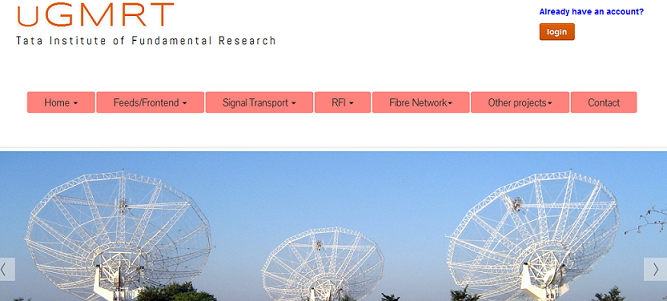 uGMRT
Tata Institute of Fundamental Research
Already have an account?
login
Home
Feeds/Frontend
Signal Transport
RFI
Fibre Network
Other projects
Contact